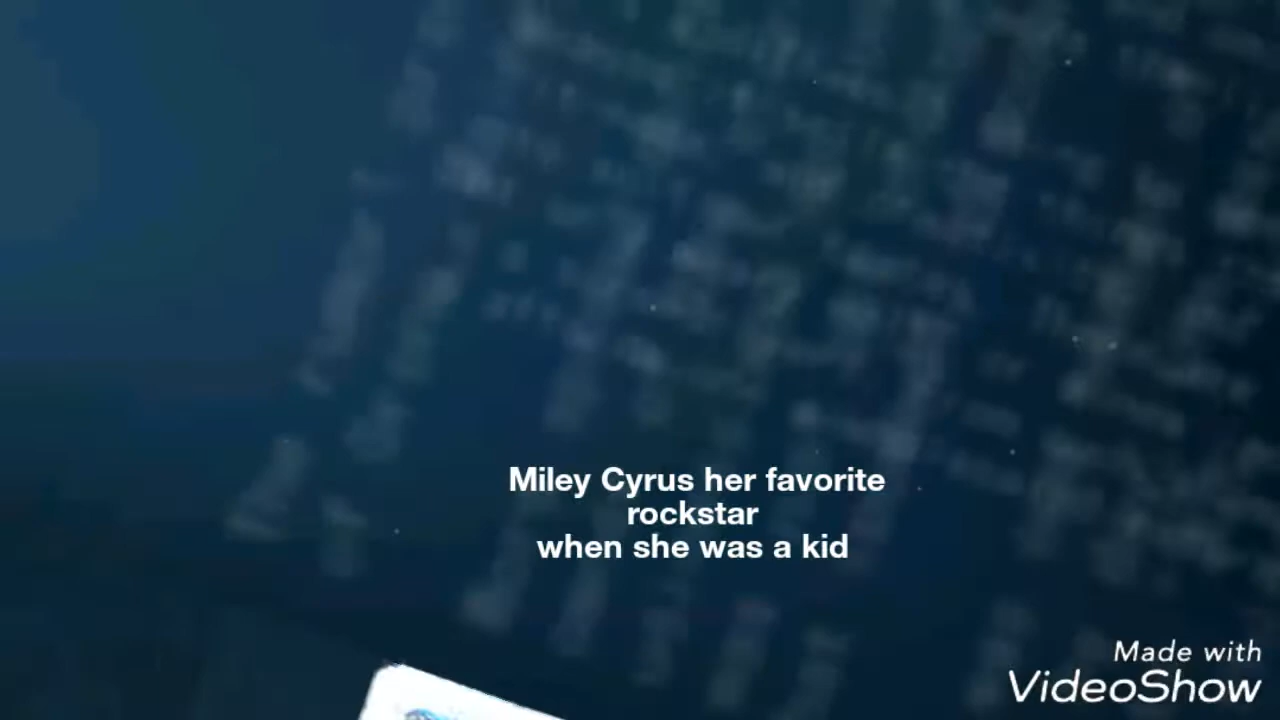 Miley Cyrus her favorite
rockstar
when she was a kid
Made with
VideoShow